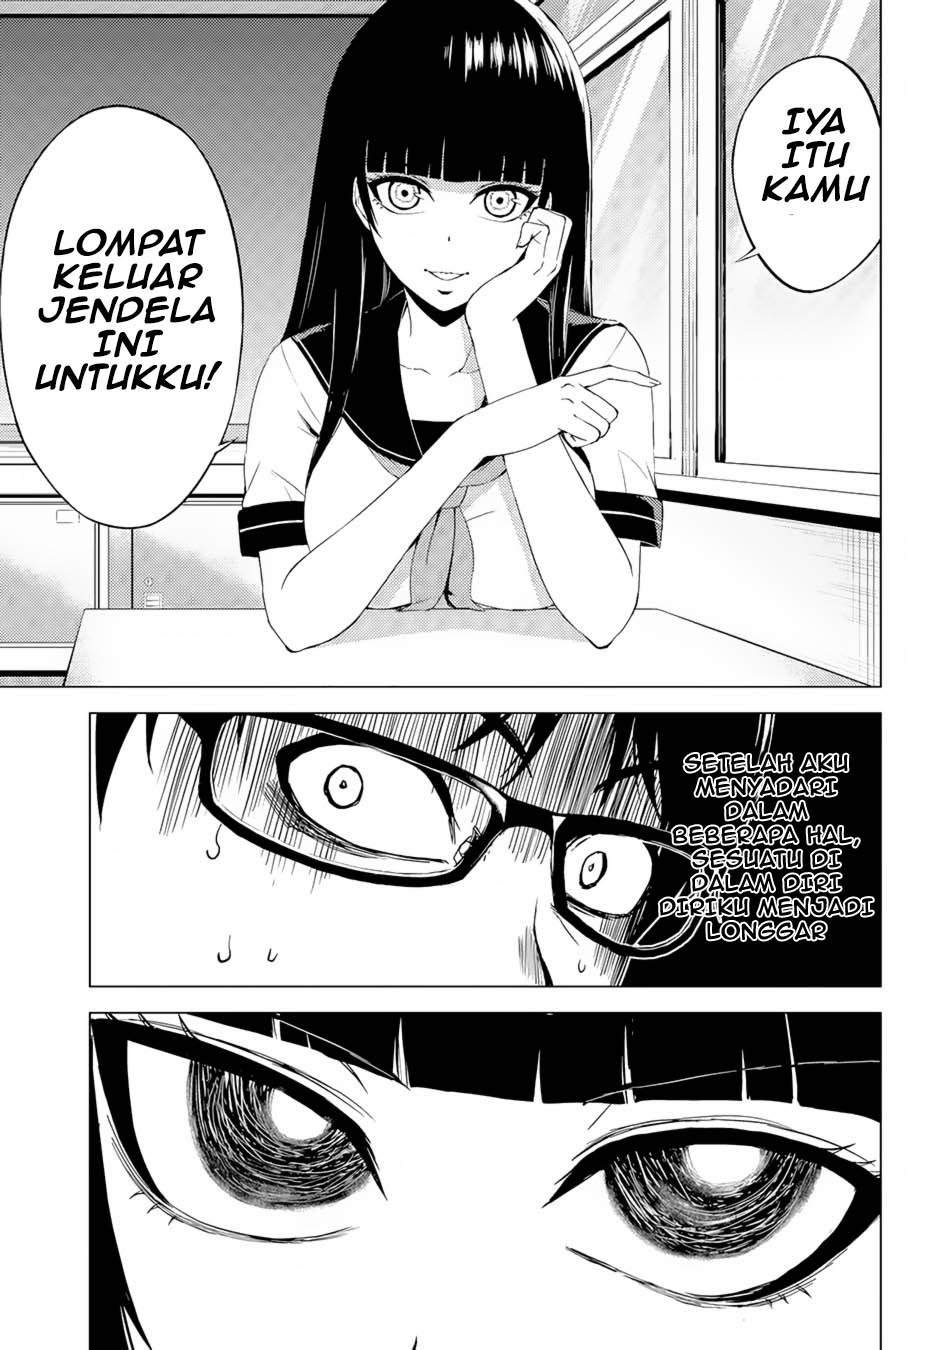 IYA
ITU
KAMU
LOMPAT
KELUAR
JENDELA
INI
UNTUKKU!
SETELAH AKU
MENYADARI
DALAM
BEBERAPA HAL,
SESUATU DI
DALAM DIRI
DIRIKU MENJADI
LONGGAR